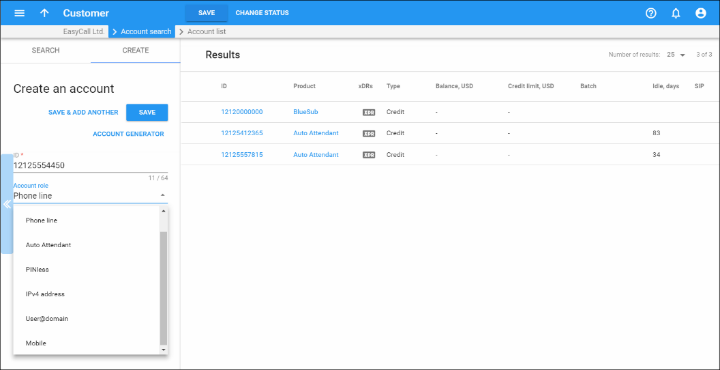 Customer SAVE CHANGE STATUS
EasyCall Ltd. Account search Account list
SEARCH CREATE
Create an account
SAVE & ADD ANOTHER SAVE
ACCOUNT GENERATOR
ID *
12125554450
11 / 64
Account role
Phone line
Phone line
Auto Attendant
PINless
IPv4 address
User@domain
Mobile
Results Number of results: 25 3 of 3
ID Product xDRs Type Balance, USD Credit limit, USD Batch Idle, days SIP
12120000000 BlueSub XDR Credit - -
12125412365 Auto Attendant XDR Credit - - 83
12125557815 Auto Attendant XDR Credit - - 34